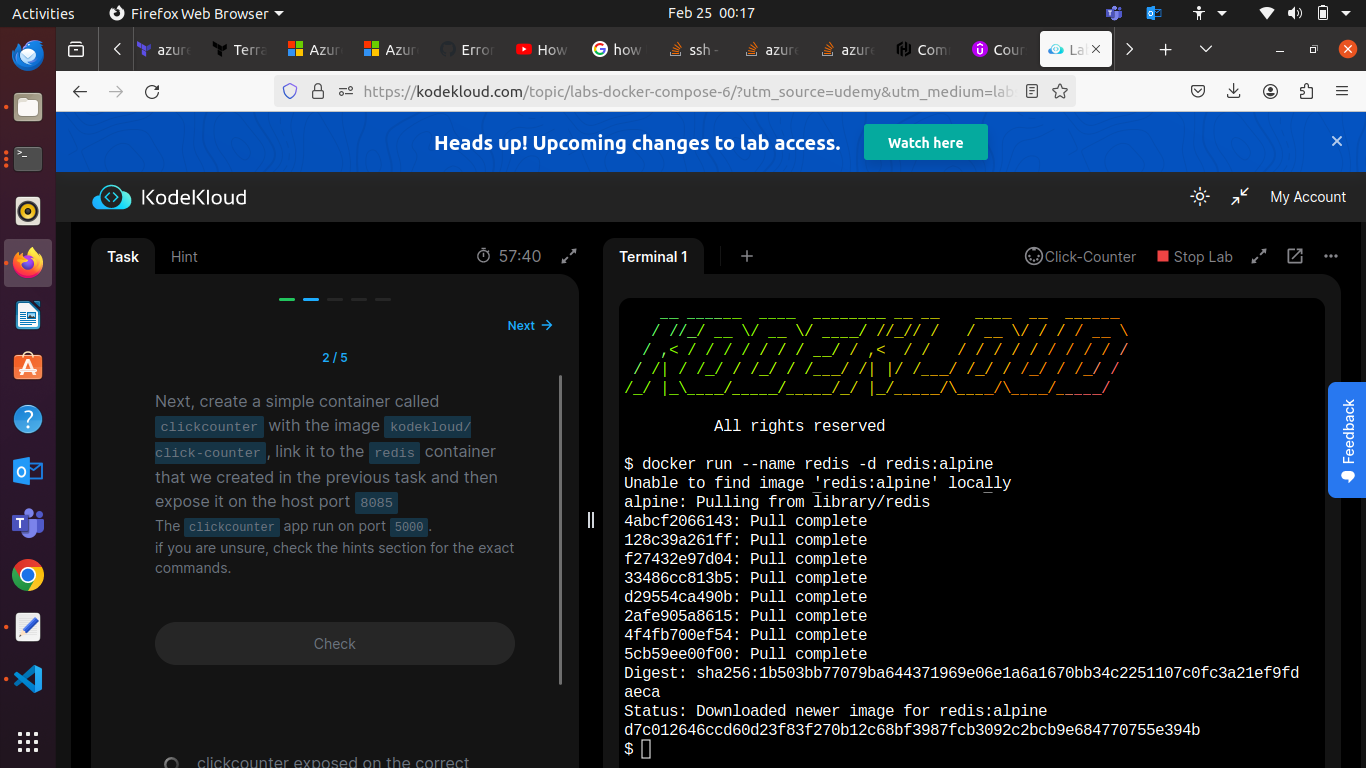 Activities
Firefox Web Browser
Feb 25 00:17
azure
Terra
Azur
Azur
Error
How
how
ssh -
azure
azure
Com
Cour
La
https://kodekloud.com/topic/labs-docker-compose-6/?utm_source=udemy&utm_medium=lab
Heads up! Upcoming changes to lab access.
Watch here
KodeKloud
My Account
Task
Hint
57:40
Terminal 1
Click-Counter
Stop Lab
Next
2 / 5
Next, create a simple container called
clickcounter with the image kodekloud/
click-counter, link it to the redis container
that we created in the previous task and then
expose it on the host port 8085
The clickcounter app run on port 5000.
if you are unsure, check the hints section for the exact
commands.
Check
clickcounter exposed on the correct
KODEKLOUD
All rights reserved
$ docker run --name redis -d redis:alpine
Unable to find image 'redis:alpine' locally
alpine: Pulling from library/redis
4abcf2066143: Pull complete
128c39a261ff: Pull complete
f27432e97d04: Pull complete
33486cc813b5: Pull complete
d29554ca490b: Pull complete
2afe905a8615: Pull complete
4f4fb700ef54: Pull complete
5cb59ee00f00: Pull complete
Digest: sha256:1b503bb77079ba644371969e06e1a6a1670bb34c2251107c0fc3a21ef9fd
aeca
Status: Downloaded newer image for redis:alpine
d7c012646ccd60d23f83f270b12c68bf3987fcb3092c2bcb9e684770755e394b
$
Feedback